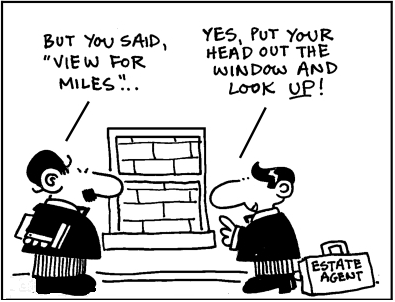 BUT YOU SAID,
"VIEW FOR
MILES"...
YES, PUT YOUR
HEAD OUT THE
WINDOW AND
LOOK UP!
ESTATE
AGENT